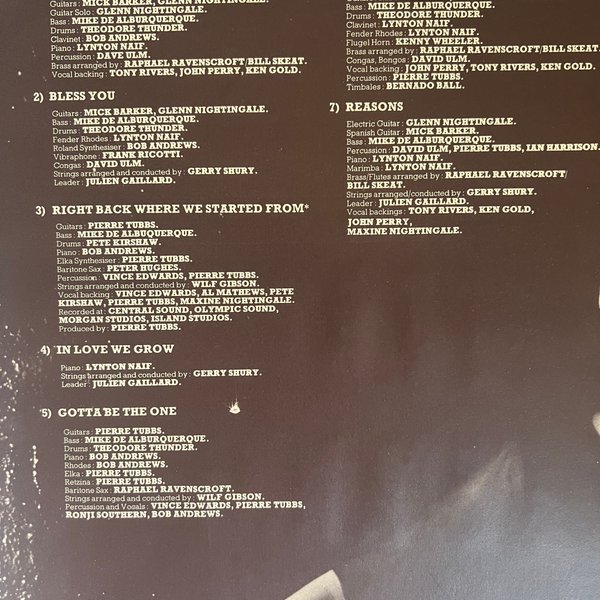 Guitars : MICK BARKER, GLENN NIGHTINGALE.
Guitar Solo : GLENN NIGHTINGALE.
Bass : MIKE DE ALBURQUERQUE.
Drums : THEODORE THUNDER.
Clavinet : BOB ANDREWS.
Piano : LYNTON NAIF.
Percussion : DAVE ULM.
Brass arranged by : RAPHAEL RAVENSCROFT/BILL SKEAT.
Vocal backing : TONY RIVERS, JOHN PERRY, KEN GOLD.
2) BLESS YOU
Guitars : MICK BARKER, GLENN NIGHTINGALE.
Bass : MIKE DE ALBURQUERQUE.
Drums : THEODORE THUNDER.
Fender Rhodes : LYNTON NAIF.
Roland Synthesiser : BOB ANDREWS.
Vibraphone : FRANK RICOTTI.
Congas : DAVID ULM.
Strings arranged and conducted by : GERRY SHURY.
Leader : JULIEN GAILLARD.
3) RIGHT BACK WHERE WE STARTED FROM*
Guitars : PIERRE TUBBS.
Bass : MIKE DE ALBUQUERQUE.
Drums : PETE KIRSHAW.
Piano : BOB ANDREWS.
Elka Synthesiser : PIERRE TUBBS.
Baritone Sax : PETER HUGHES.
Percussion : VINCE EDWARDS, PIERRE TUBBS.
Strings arranged and conducted by : WILF GIBSON.
Vocal backing : VINCE EDWARDS, AL MATHEWS, PETE
KIRSHAW, PIERRE TUBBS, MAXINE NIGHTINGALE.
Recorded at : CENTRAL SOUND, OLYMPIC SOUND,
MORGAN STUDIOS, ISLAND STUDIOS.
Produced by : PIERRE TUBBS.
4) IN LOVE WE GROW
Piano : LYNTON NAIF.
Strings arranged and conducted by : GERRY SHURY.
Leader : JULIEN GAILLARD.
5) GOTTA BE THE ONE
Guitars : PIERRE TUBBS.
Bass : MIKE DE ALBURQUERQUE.
Drums : THEODORE THUNDER.
Piano : BOB ANDREWS.
Rhodes : BOB ANDREWS.
Elka : PIERRE TUBBS.
Retzina : PIERRE TUBBS.
Baritone Sax : RAPHAEL RAVENSCROFT.
Strings arranged and conducted by : WILF GIBSON.
Percussion and Vocals : VINCE EDWARDS, PIERRE TUBBS,
RONJI SOUTHERN, BOB ANDREWS.
Bass : MIKE DE ALBURQUERQUE.
Drums : THEODORE THUNDER.
Clavinet : LYNTON NAIF.
Fender Rhodes : LYNTON NAIF.
Flugel Horn : KENNY WHEELER.
Brass arranged by : RAPHAEL RAVENSCROFT/BILL SKEAT.
Congas, Bongos : DAVID ULM.
Vocal backing : JOHN PERRY, TONY RIVERS, KEN GOLD.
Percussion : PIERRE TUBBS.
Timbales : BERNADO BALL.
7) REASONS
Electric Guitar : GLENN NIGHTINGALE.
Spanish Guitar : MICK BARKER.
Bass : MIKE DE ALBURQUERQUE.
Percussion : DAVID ULM, PIERRE TUBBS, IAN HARRISON.
Piano : LYNTON NAIF.
Marimba : LYNTON NAIF.
Brass/Flutes arranged by : RAPHAEL RAVENSCROFT/
BILL SKEAT.
Strings arranged/conducted by : GERRY SHURY.
Leader : JULIEN GAILLARD.
Vocal backings : TONY RIVERS, KEN GOLD,
JOHN PERRY,
MAXINE NIGHTINGALE.